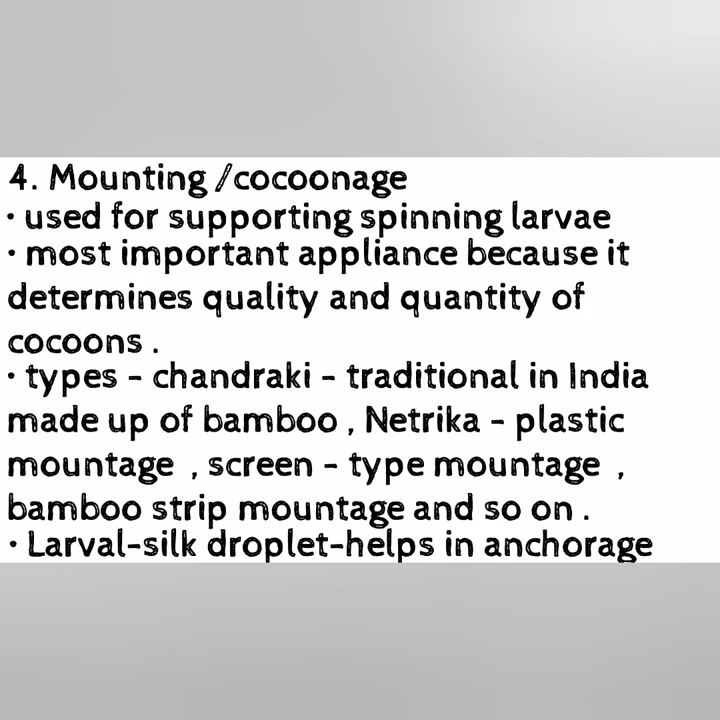 4. Mounting /cocoonage
• used for supporting spinning larvae
• most important appliance because it
determines quality and quantity of
cocoons .
• types - chandraki - traditional in India
made up of bamboo , Netrika - plastic
mountage , screen - type mountage ,
bamboo strip mountage and so on .
• Larval-silk droplet-helps in anchorage